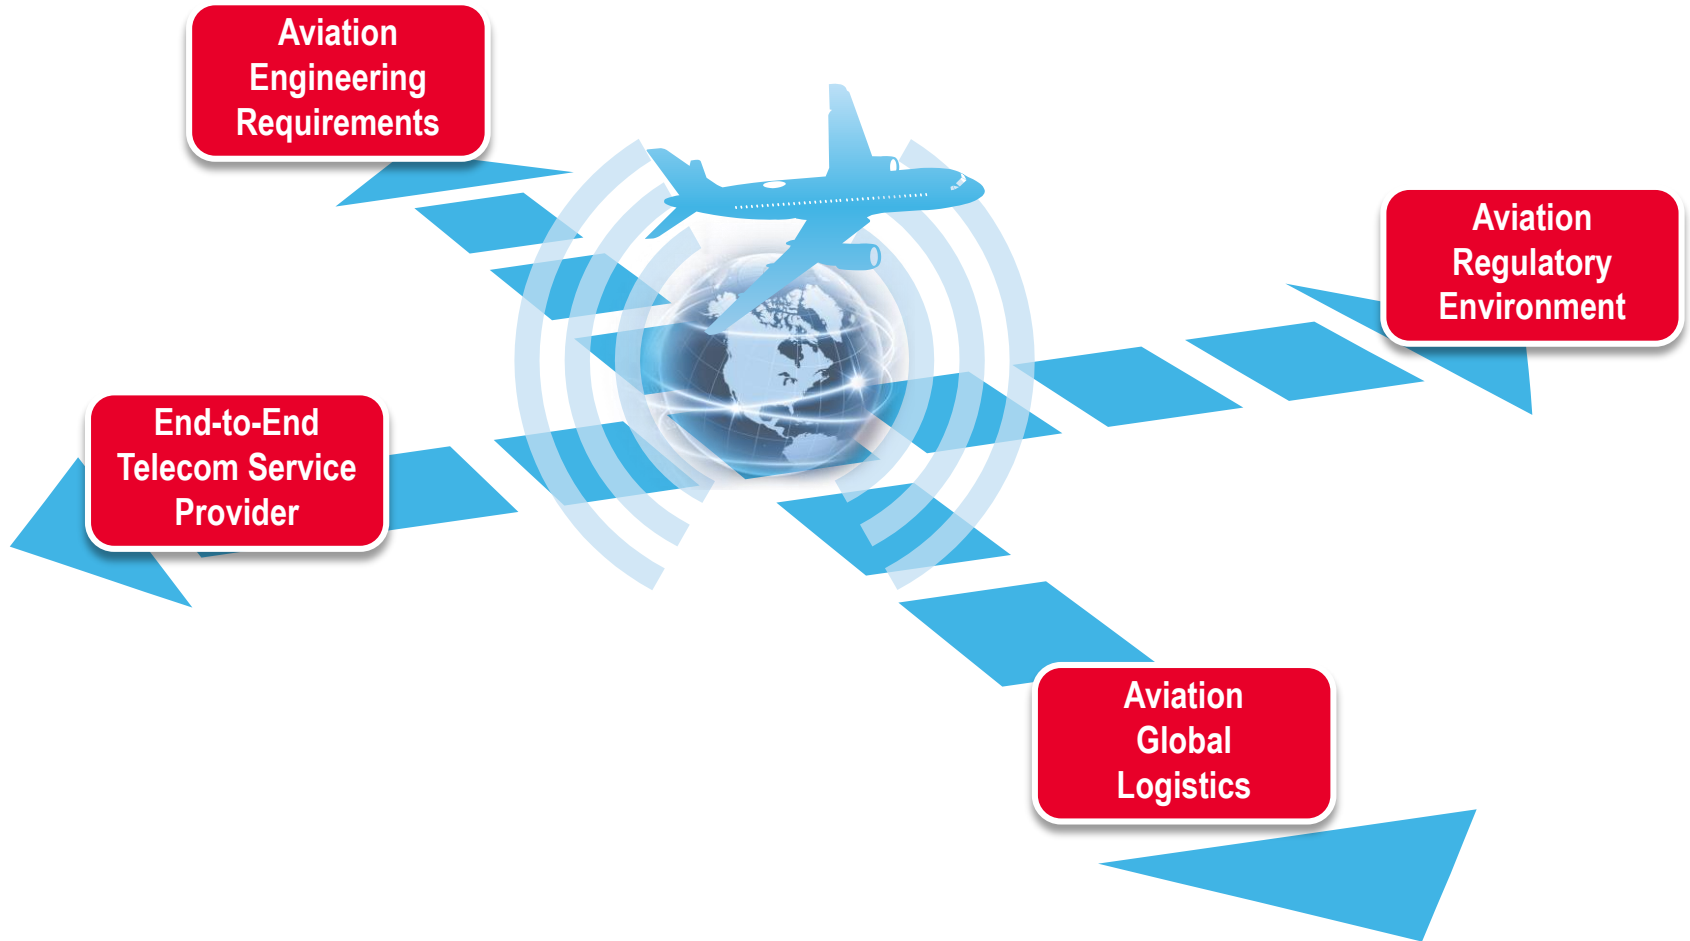 Aviation
Engineering
Requirements
Aviation
Regulatory
Environment
End-to-End
Telecom Service
Provider
Aviation
Global
Logistics